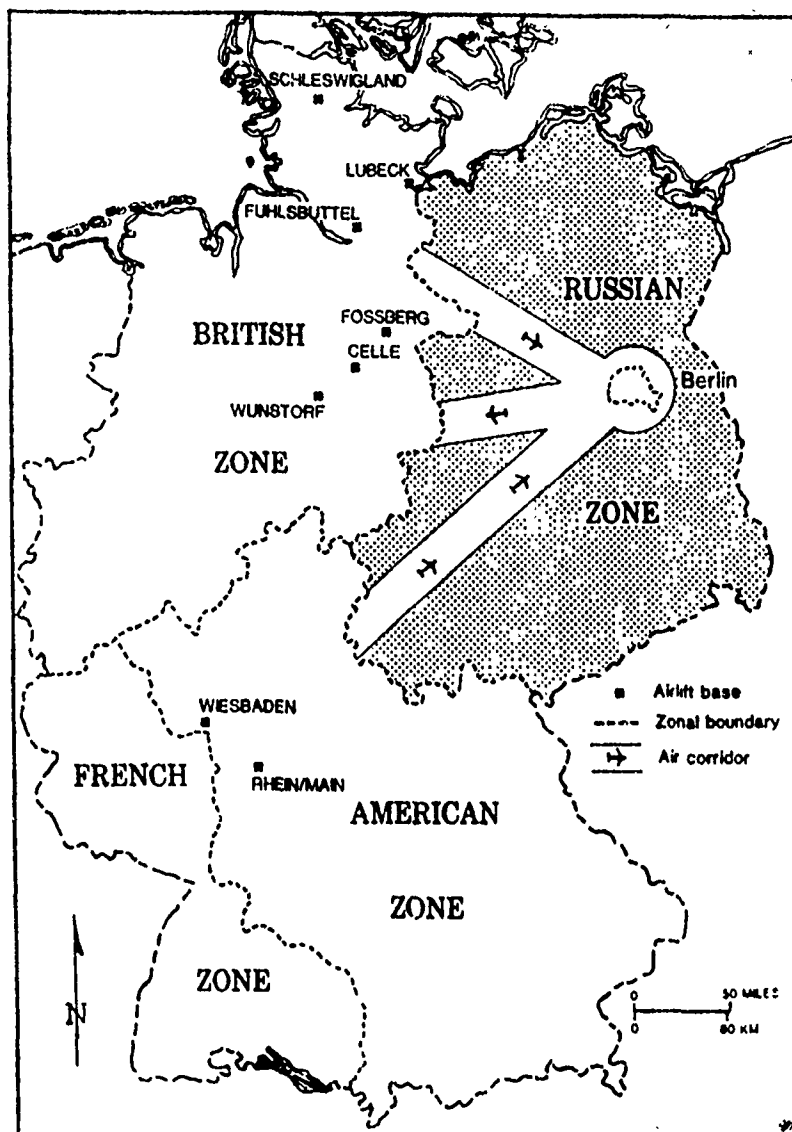 SCHLESWIGLAND
LUBECK
FUHLSBUTTEL
RUSSIAN
FOSSBERG
BRITISH
CELLE
Berlin
WUNSTORF
ZONE
ZONE
Airlift base
WIESBADEN
Zonal boundary
Air corridor
FRENCH
RHEIN/MAIN
AMERICAN
ZONE
ZONE
N
0 50 MILES
0 80 KM